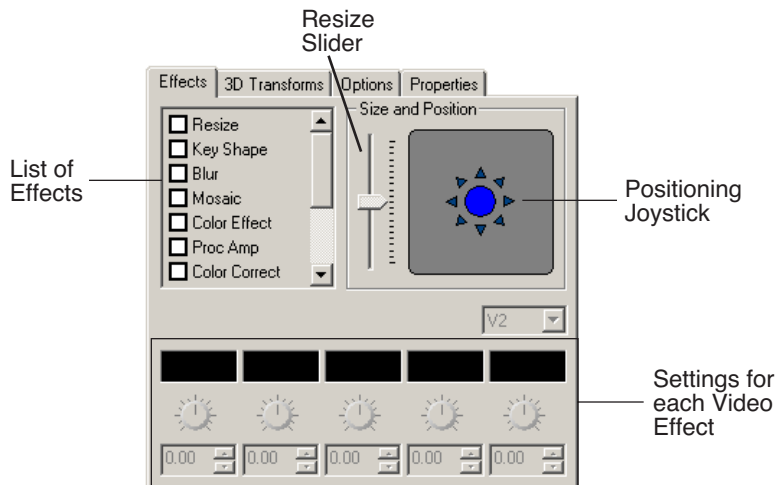 Resize
Slider
Effects
3D Transforms
Options
Properties
Size and Position
Resize
Key Shape
Blur
Mosaic
Color Effect
Proc Amp
Color Correct
List of
Effects
Positioning
Joystick
V2
Settings for
each Video
Effect
0.00 0.00 0.00 0.00 0.00